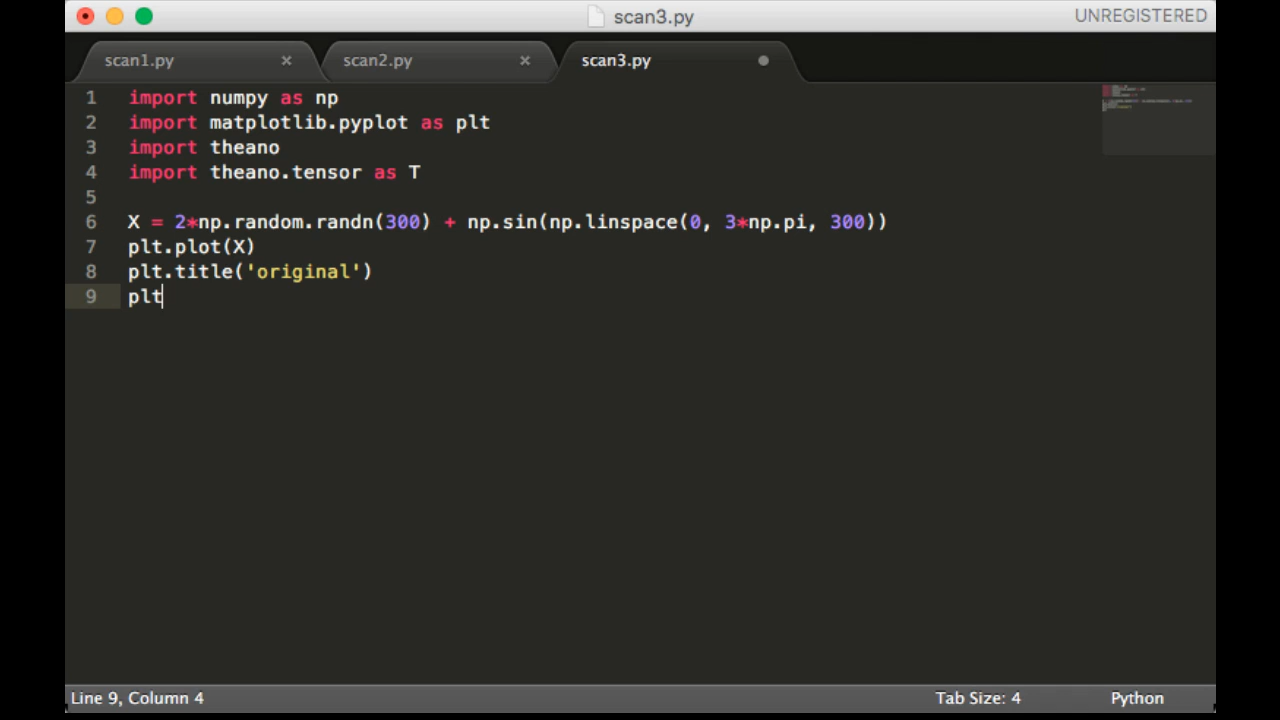 scan3.py
UNREGISTERED
scan1.py × scan2.py × scan3.py
1 import numpy as np
2 import matplotlib.pyplot as plt
3 import theano
4 import theano.tensor as T
5
6 X = 2*np.random.randn(300) + np.sin(np.linspace(0, 3*np.pi, 300))
7 plt.plot(X)
8 plt.title('original')
9 plt
Line 9, Column 4
Tab Size: 4
Python